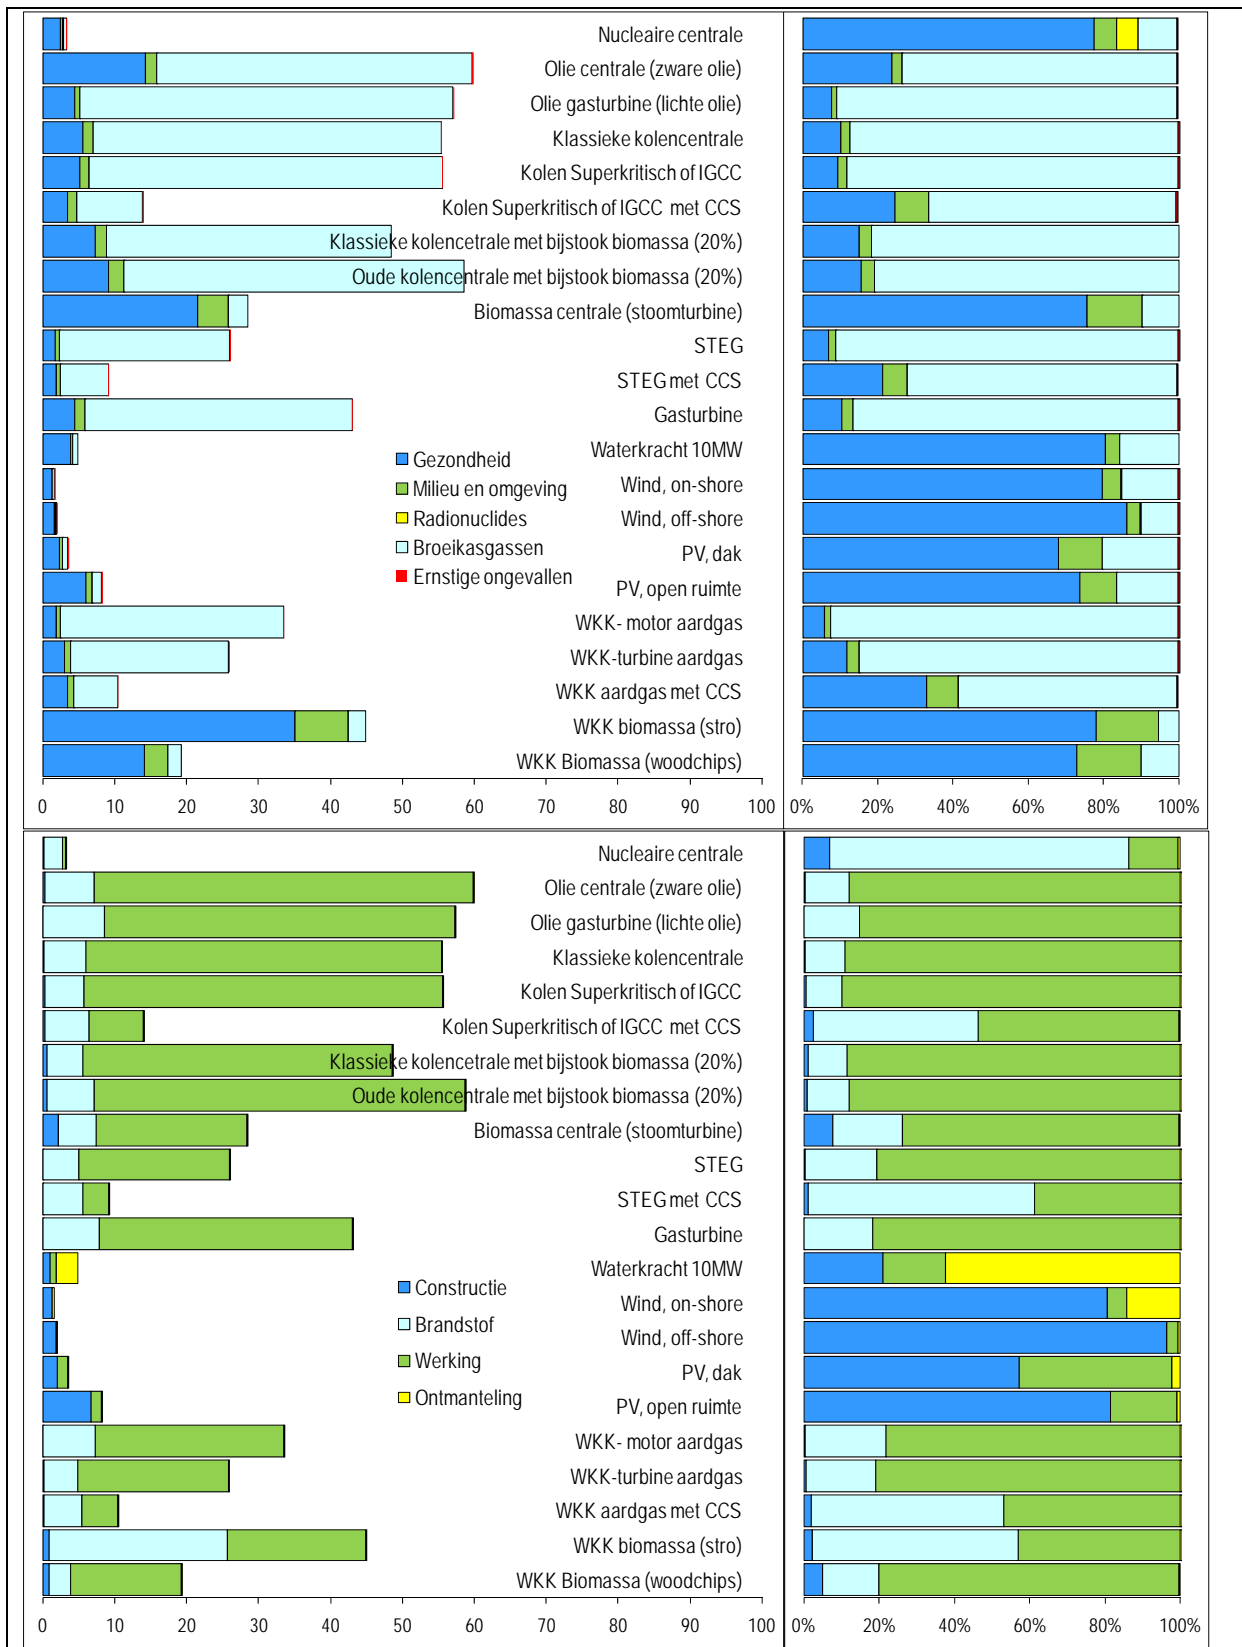 Nucleaire centrale
Olie centrale (zware olie)
Olie gasturbine (lichte olie)
Klassieke kolencentrale
Kolen Superkritisch of IGCC
Kolen Superkritisch of IGCC met CCS
Klassieke kolencetrale met bijstook biomassa (20%)
Oude kolencentrale met bijstook biomassa (20%)
Biomassa centrale (stoomturbine)
STEG
STEG met CCS
Gasturbine
Waterkracht 10MW
Wind, on-shore
Wind, off-shore
PV, dak
PV, open ruimte
WKK- motor aardgas
WKK-turbine aardgas
WKK aardgas met CCS
WKK biomassa (stro)
WKK Biomassa (woodchips)
Gezondheid
Milieu en omgeving
Radionuclides
Broeikasgassen
Ernstige ongevallen
0 10 20 30 40 50 60 70 80 90 100
0% 20% 40% 60% 80% 100%
Nucleaire centrale
Olie centrale (zware olie)
Olie gasturbine (lichte olie)
Klassieke kolencentrale
Kolen Superkritisch of IGCC
Kolen Superkritisch of IGCC met CCS
Klassieke kolencetrale met bijstook biomassa (20%)
Oude kolencentrale met bijstook biomassa (20%)
Biomassa centrale (stoomturbine)
STEG
STEG met CCS
Gasturbine
Waterkracht 10MW
Wind, on-shore
Wind, off-shore
PV, dak
PV, open ruimte
WKK- motor aardgas
WKK-turbine aardgas
WKK aardgas met CCS
WKK biomassa (stro)
WKK Biomassa (woodchips)
Constructie
Brandstof
Werking
Ontmanteling
0 10 20 30 40 50 60 70 80 90 100
0% 20% 40% 60% 80% 100%